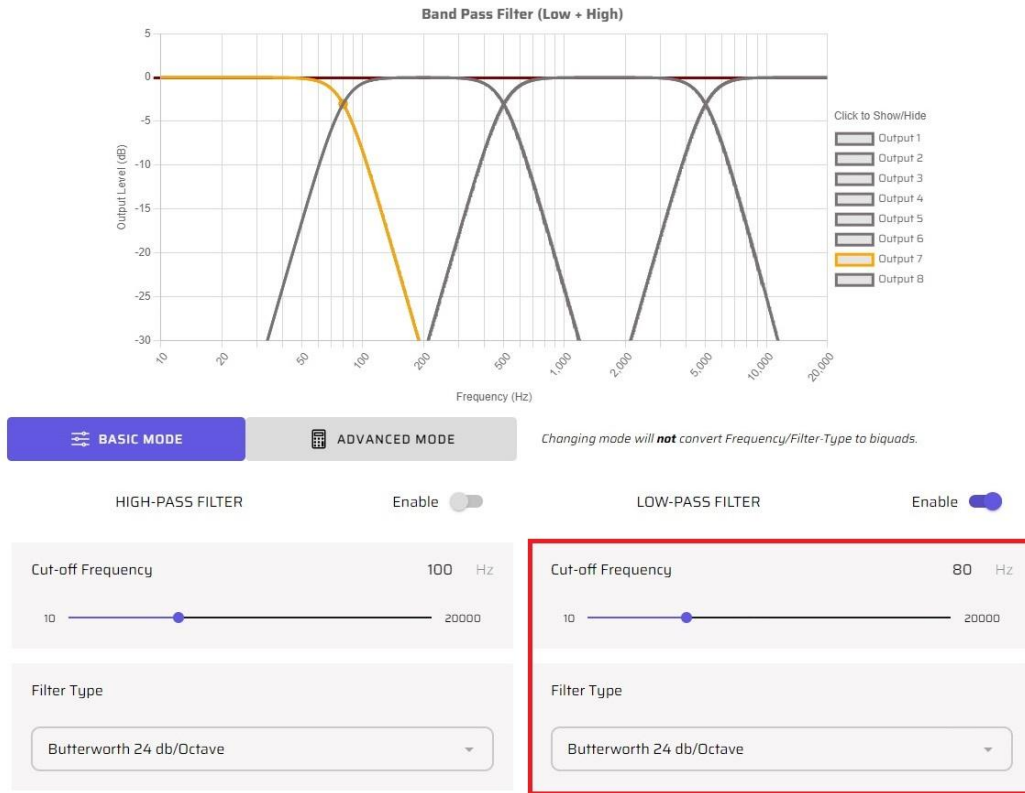 Band Pass Filter (Low + High)
5
0
-5
-10
-15
-20
-25
-30
Output Level (dB)
10
20
50
100
200
500
1,000
2,000
5,000
10,000
20,000
Frequency (Hz)
Click to Show/Hide
Output 1
Output 2
Output 3
Output 4
Output 5
Output 6
Output 7
Output 8
BASIC MODE
ADVANCED MODE
Changing mode will not convert Frequency/Filter-Type to biquads.
HIGH-PASS FILTER Enable
Cut-off Frequency 100 Hz
10 20000
Filter Type
Butterworth 24 db/Octave
LOW-PASS FILTER Enable
Cut-off Frequency 80 Hz
10 20000
Filter Type
Butterworth 24 db/Octave